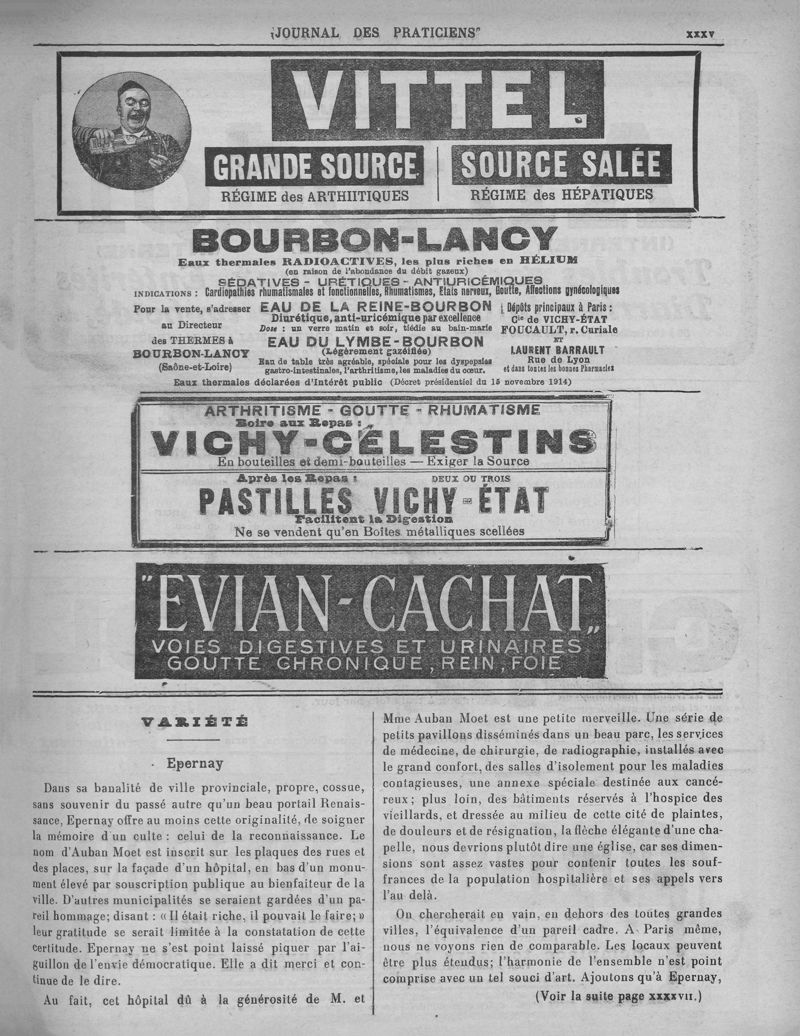 JOURNAL DES PRATICIENS
xxxv
VITTEL
GRANDE SOURCE
RÉGIME des ARTHIITIQUES
SOURCE SALÉE
RÉGIME des HÉPATIQUES
BOURBON-LANCY
Eaux thermales RADIOACTIVES, les plus riches en HÉLIUM
(en raison de l'abondance du débit gazeux)
SÉDATIVES - URÉTIQUES - ANTIURICÉMIQUES
INDICATIONS : Cardiopathies rhumatismales et fonctionnelles, Rhumatismes, Etats nerveux, Goutte, Affections gynécologiques
Pour la vente, s'adresser
au Directeur
des THERMES à
BOURBON-LANCY
(Saône-et-Loire)
EAU DE LA REINE-BOURBON
Diurétique, anti-uricémique par excellence
Dose : un verre matin et soir, tiédie au bain-marie
EAU DU LYMBE-BOURBON
(Légèrement gazéifiée)
Eau de table très agréable, spéciale pour les dyspepsies
gastro-intestinales, l'arthritisme, les maladies du cœur.
Dépôts principaux à Paris :
Cie de VICHY-ÉTAT
FOUCAULT, r. Curiale
ET
LAURENT BARRAULT
Rue de Lyon
et dans toutes les bonnes Pharmacies
Eaux thermales déclarées d'Intérêt public (Décret présidentiel du 15 novembre 1914)
ARTHRITISME - GOUTTE - RHUMATISME
Boire aux Repas :
VICHY-CÉLESTINS
En bouteilles et demi-bouteilles — Exiger la Source
Après les Repas : DEUX OU TROIS
PASTILLES VICHY-ÉTAT
Facilitent la Digestion
Ne se vendent qu'en Boîtes métalliques scellées
"EVIAN-CACHAT„
VOIES DIGESTIVES ET URINAIRES
GOUTTE CHRONIQUE, REIN, FOIE
VARIÉTÉ
Epernay
Dans sa banalité de ville provinciale, propre, cossue,
sans souvenir du passé autre qu'un beau portail Renais-
sance, Epernay offre au moins cette originalité, de soigner
la mémoire d'un culte : celui de la reconnaissance. Le
nom d'Auban Moet est inscrit sur les plaques des rues et
des places, sur la façade d'un hôpital, en bas d'un monu-
ment élevé par souscription publique au bienfaiteur de la
ville. D'autres municipalités se seraient gardées d'un pa-
reil hommage; disant : « Il était riche, il pouvait le faire; »
leur gratitude se serait limitée à la constatation de cette
certitude. Epernay ne s'est point laissé piquer par l'ai-
guillon de l'envie démocratique. Elle a dit merci et con-
tinue de le dire.
Au fait, cet hôpital dû à la générosité de M. et
Mme Auban Moet est une petite merveille. Une série de
petits pavillons disséminés dans un beau parc, les services
de médecine, de chirurgie, de radiographie, installés avec
le grand confort, des salles d'isolement pour les maladies
contagieuses, une annexe spéciale destinée aux cancé-
reux ; plus loin, des bâtiments réservés à l'hospice des
vieillards, et dressée au milieu de cette cité de plaintes,
de douleurs et de résignation, la flèche élégante d'une cha-
pelle, nous devrions plutôt dire une église, car ses dimen-
sions sont assez vastes pour contenir toutes les souf-
frances de la population hospitalière et ses appels vers
l'au delà.
On chercherait en vain, en dehors des toutes grandes
villes, l'équivalence d'un pareil cadre. A Paris même,
nous ne voyons rien de comparable. Les locaux peuvent
être plus étendus; l'harmonie de l'ensemble n'est point
comprise avec un tel souci d'art. Ajoutons qu'à Epernay,
(Voir la suite page xxxxvii.)